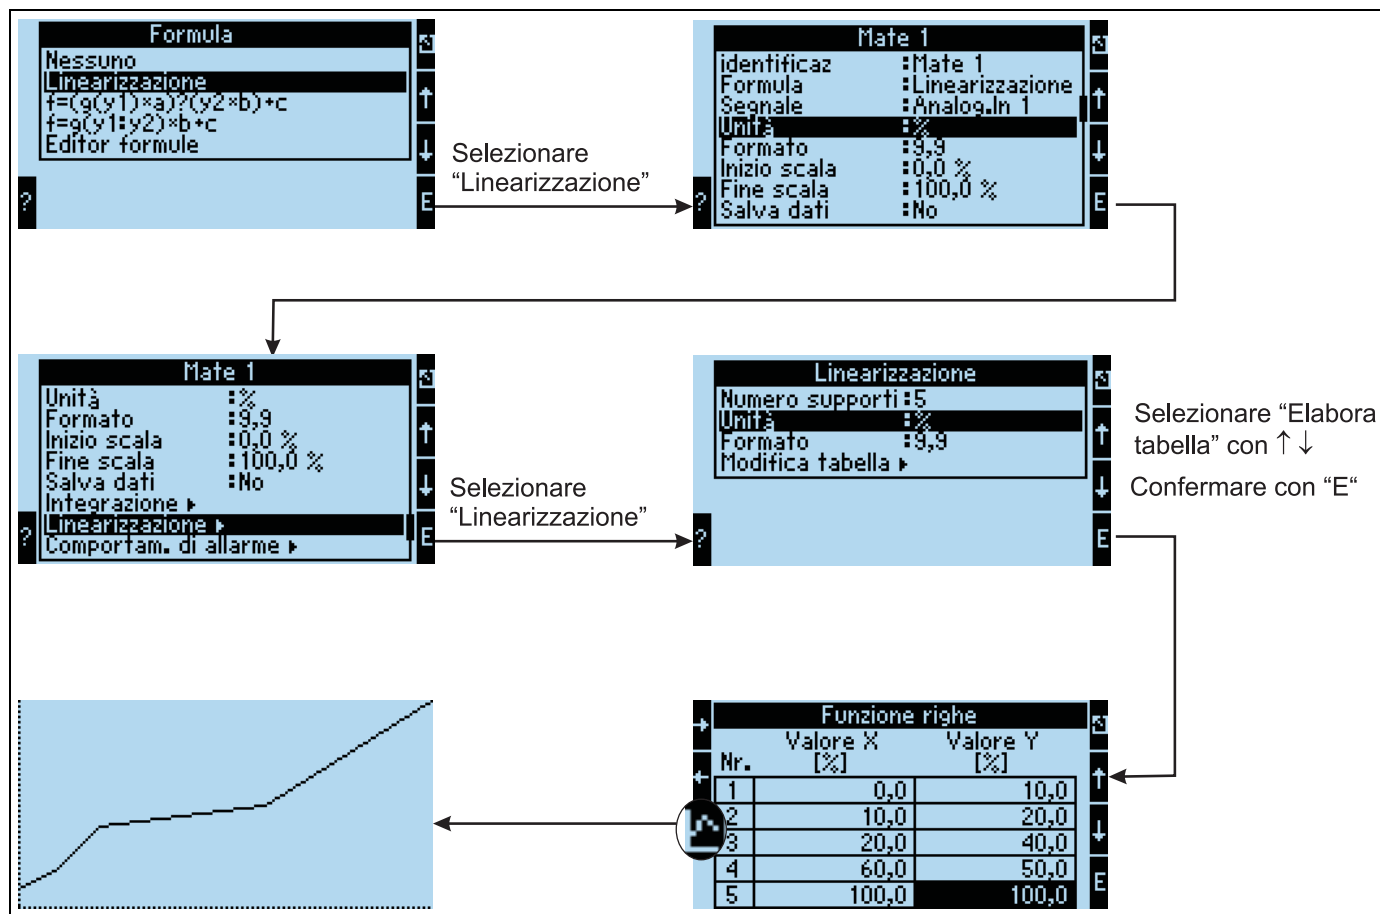 Formula
Nessuno
Linearizzazione
f=(g(y1)×a)?(y2×b)+c
f=g(y1:y2)×b+c
Editor formule
?
↑
↓
E
Selezionare
“Linearizzazione”
Mate 1
identificaz :Mate 1
Formula :Linearizzazione
Segnale :Analog.In 1
Unità :%
Formato :9,9
Inizio scala :0,0 %
Fine scala :100,0 %
Salva dati :No
?
↑
↓
E
Mate 1
Unità :%
Formato :9,9
Inizio scala :0,0 %
Fine scala :100,0 %
Salva dati :No
Integrazione ▸
Linearizzazione ▸
Comportam. di allarme ▸
?
↑
↓
E
Selezionare
“Linearizzazione”
Linearizzazione
Numero supporti :5
Unità :%
Formato :9,9
Modifica tabella ▸
?
↑
↓
E
Selezionare “Elabora
tabella” con ↑ ↓
Confermare con “E“
Funzione righe
Valore X Valore Y
Nr. [%] [%]
1 0,0 10,0
2 10,0 20,0
3 20,0 40,0
4 60,0 50,0
5 100,0 100,0
→
←
↑
↓
E